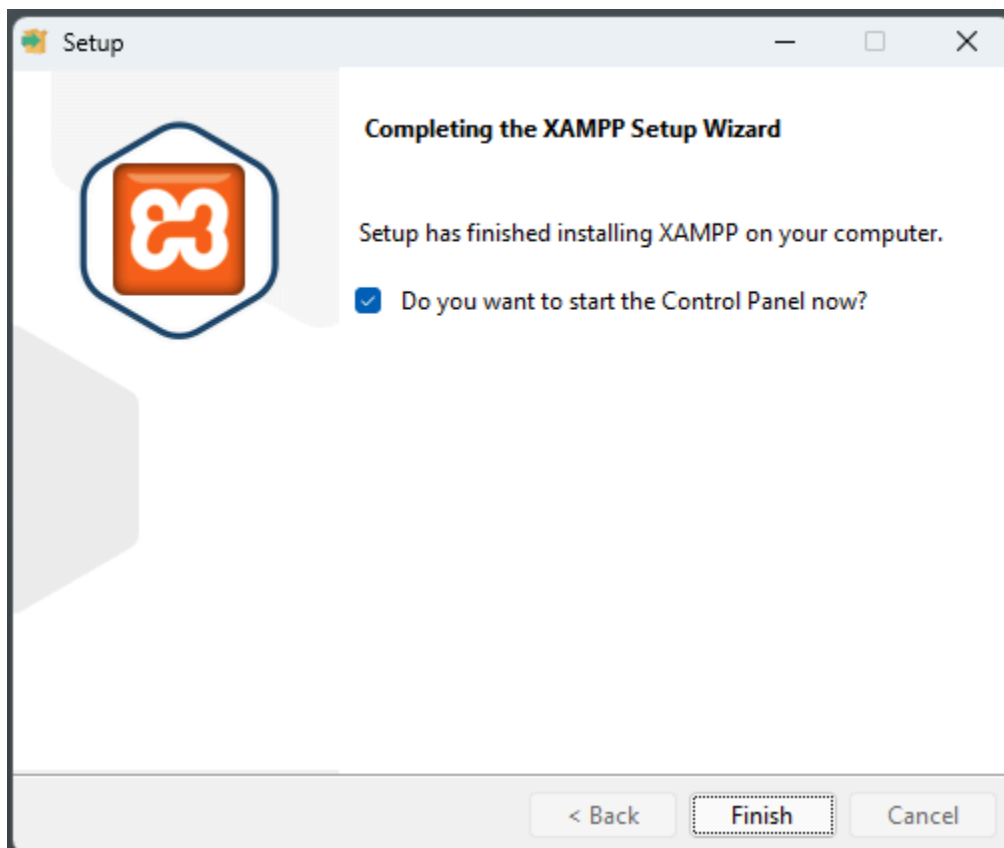 Setup
Completing the XAMPP Setup Wizard
Setup has finished installing XAMPP on your computer.
Do you want to start the Control Panel now?
< Back
Finish
Cancel